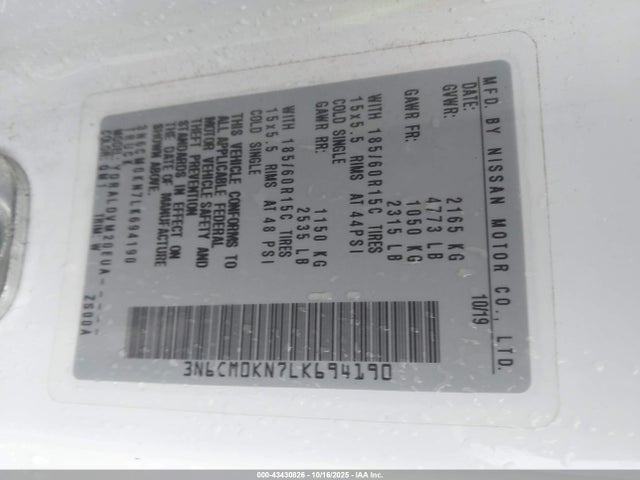 MFD. BY NISSAN MOTOR CO., LTD.
DATE: 10/19
GVWR: 2165 KG
4773 LB
GAWR FR: 1050 KG
2315 LB
WITH 185/60R15C TIRES
15x5.5 RIMS AT 44PSI
COLD SINGLE
GAWR RR: 1150 KG
2535 LB
WITH 185/60R15C TIRES
15x5.5 RIMS AT 48 PSI
COLD SINGLE
THIS VEHICLE CONFORMS TO
ALL APPLICABLE FEDERAL
MOTOR VEHICLE SAFETY AND
THEFT PREVENTION
STANDARDS IN EFFECT ON
THE DATE OF MANUFACTURE
SHOWN ABOVE.
3N6CM0KN7LK694190
TRUCK
TRIM W
2500A
3N6CM0KN7LK694190
000-43430826 - 10/16/2025 - IAA Inc.